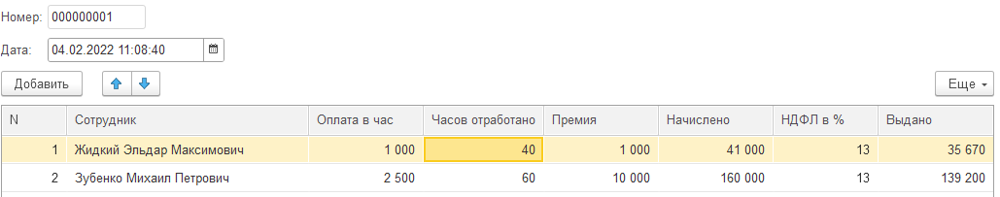 Номер: 000000001
Дата: 04.02.2022 11:08:40
Добавить Еще
N Сотрудник Оплата в час Часов отработано Премия Начислено НДФЛ в % Выдано
1 Жидкий Эльдар Максимович 1 000 40 1 000 41 000 13 35 670
2 Зубенко Михаил Петрович 2 500 60 10 000 160 000 13 139 200